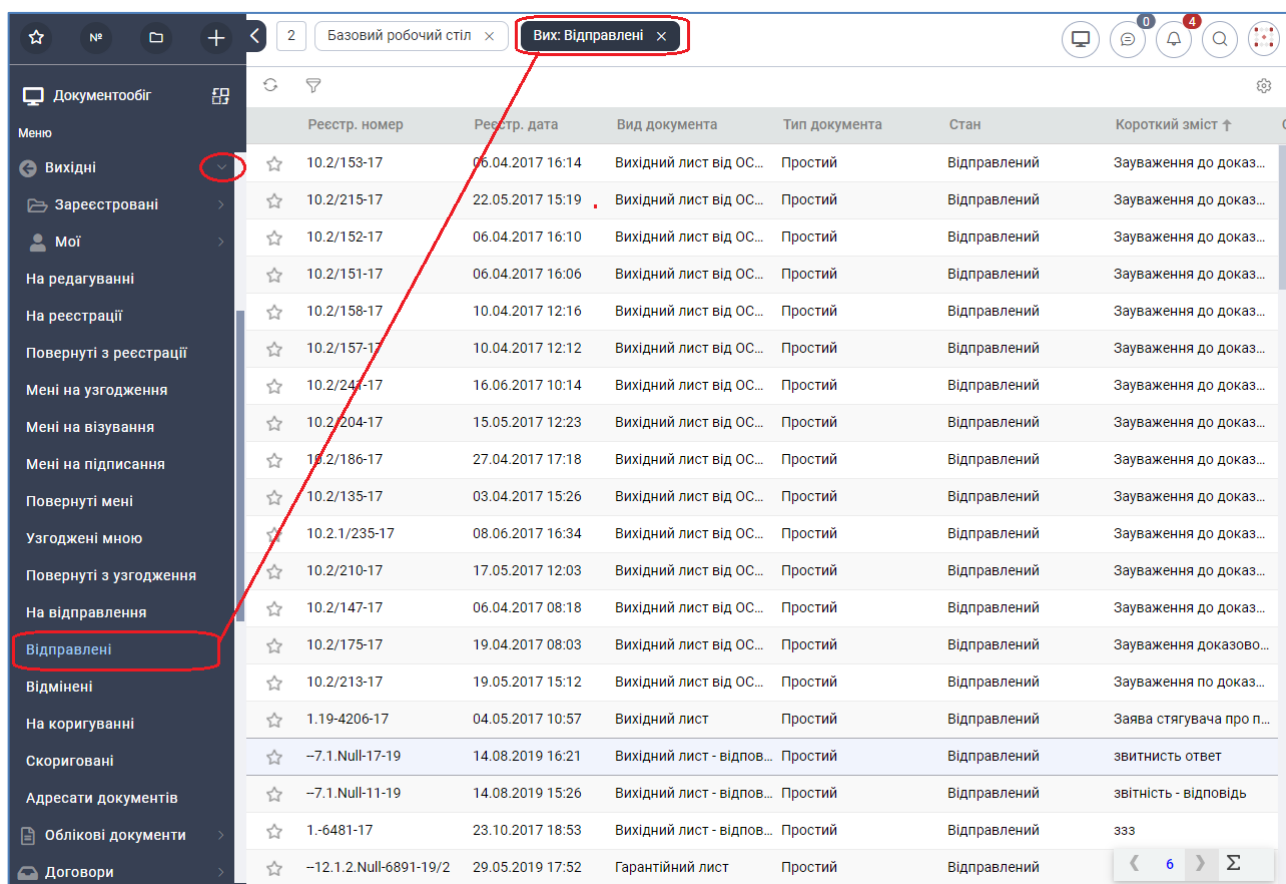 № 2 Базовий робочий стіл × Вих: Відправлені × 0 4
Документообіг
Меню
Вихідні
Зареєстровані
Мої
На редагуванні
На реєстрації
Повернуті з реєстрації
Мені на узгодження
Мені на візування
Мені на підписання
Повернуті мені
Узгоджені мною
Повернуті з узгодження
На відправлення
Відправлені
Відмінені
На коригуванні
Скориговані
Адресати документів
Облікові документи
Договори
Реєстр. номер Реєстр. дата Вид документа Тип документа Стан Короткий зміст ↑
10.2/153-17 06.04.2017 16:14 Вихідний лист від ОС... Простий Відправлений Зауваження до доказ...
10.2/215-17 22.05.2017 15:19 Вихідний лист від ОС... Простий Відправлений Зауваження до доказ...
10.2/152-17 06.04.2017 16:10 Вихідний лист від ОС... Простий Відправлений Зауваження до доказ...
10.2/151-17 06.04.2017 16:06 Вихідний лист від ОС... Простий Відправлений Зауваження до доказ...
10.2/158-17 10.04.2017 12:16 Вихідний лист від ОС... Простий Відправлений Зауваження до доказ...
10.2/157-17 10.04.2017 12:12 Вихідний лист від ОС... Простий Відправлений Зауваження до доказ...
10.2/241-17 16.06.2017 10:14 Вихідний лист від ОС... Простий Відправлений Зауваження до доказ...
10.2/204-17 15.05.2017 12:23 Вихідний лист від ОС... Простий Відправлений Зауваження до доказ...
10.2/186-17 27.04.2017 17:18 Вихідний лист від ОС... Простий Відправлений Зауваження до доказ...
10.2/135-17 03.04.2017 15:26 Вихідний лист від ОС... Простий Відправлений Зауваження до доказ...
10.2.1/235-17 08.06.2017 16:34 Вихідний лист від ОС... Простий Відправлений Зауваження до доказ...
10.2/210-17 17.05.2017 12:03 Вихідний лист від ОС... Простий Відправлений Зауваження до доказ...
10.2/147-17 06.04.2017 08:18 Вихідний лист від ОС... Простий Відправлений Зауваження до доказ...
10.2/175-17 19.04.2017 08:03 Вихідний лист від ОС... Простий Відправлений Зауваження доказово...
10.2/213-17 19.05.2017 15:12 Вихідний лист від ОС... Простий Відправлений Зауваження по доказ...
1.19-4206-17 04.05.2017 10:57 Вихідний лист Простий Відправлений Заява стягувача про п...
--7.1.Null-17-19 14.08.2019 16:21 Вихідний лист - відпов... Простий Відправлений звитнисть ответ
--7.1.Null-11-19 14.08.2019 15:26 Вихідний лист - відпов... Простий Відправлений звітність - відповідь
1.-6481-17 23.10.2017 18:53 Вихідний лист - відпов... Простий Відправлений ззз
--12.1.2.Null-6891-19/2 29.05.2019 17:52 Гарантійний лист Простий Відправлений
6 Σ